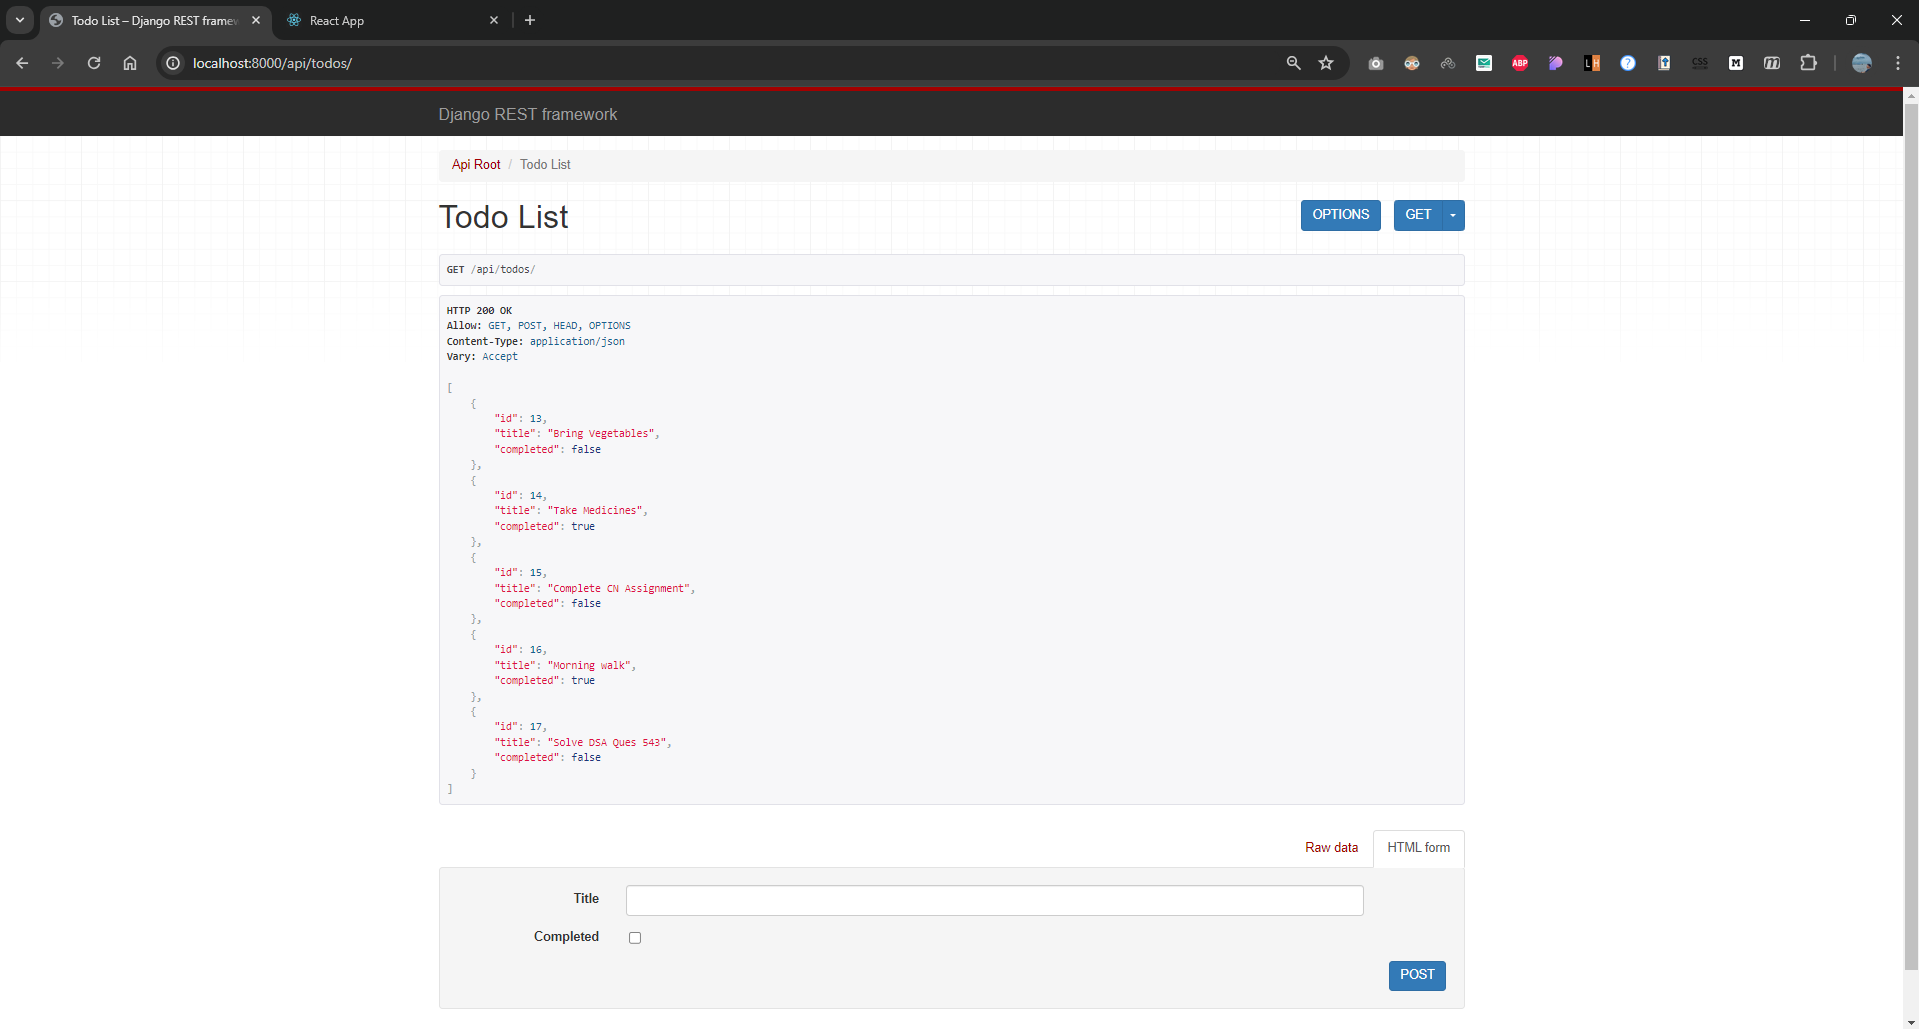 Todo List – Django REST framew
React App
localhost:8000/api/todos/
ABP
LH
?
CSS
M
m
Django REST framework
Api Root / Todo List
Todo List
OPTIONS
GET
GET /api/todos/
HTTP 200 OK
Allow: GET, POST, HEAD, OPTIONS
Content-Type: application/json
Vary: Accept
[
    {
        "id": 13,
        "title": "Bring Vegetables",
        "completed": false
    },
    {
        "id": 14,
        "title": "Take Medicines",
        "completed": true
    },
    {
        "id": 15,
        "title": "Complete CN Assignment",
        "completed": false
    },
    {
        "id": 16,
        "title": "Morning walk",
        "completed": true
    },
    {
        "id": 17,
        "title": "Solve DSA Ques 543",
        "completed": false
    }
]
Raw data
HTML form
Title
Completed
POST